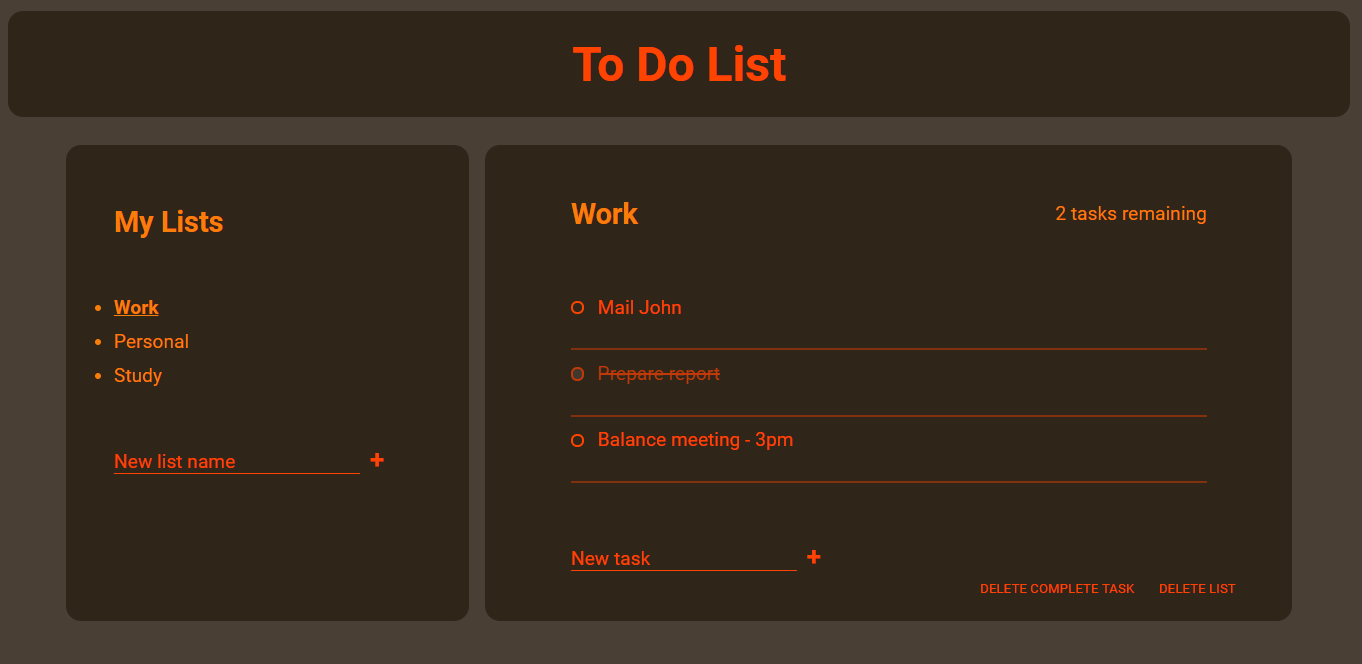 To Do List
My Lists
Work
Personal
Study
New list name +
Work
2 tasks remaining
Mail John
Prepare report
Balance meeting - 3pm
New task +
DELETE COMPLETE TASK
DELETE LIST